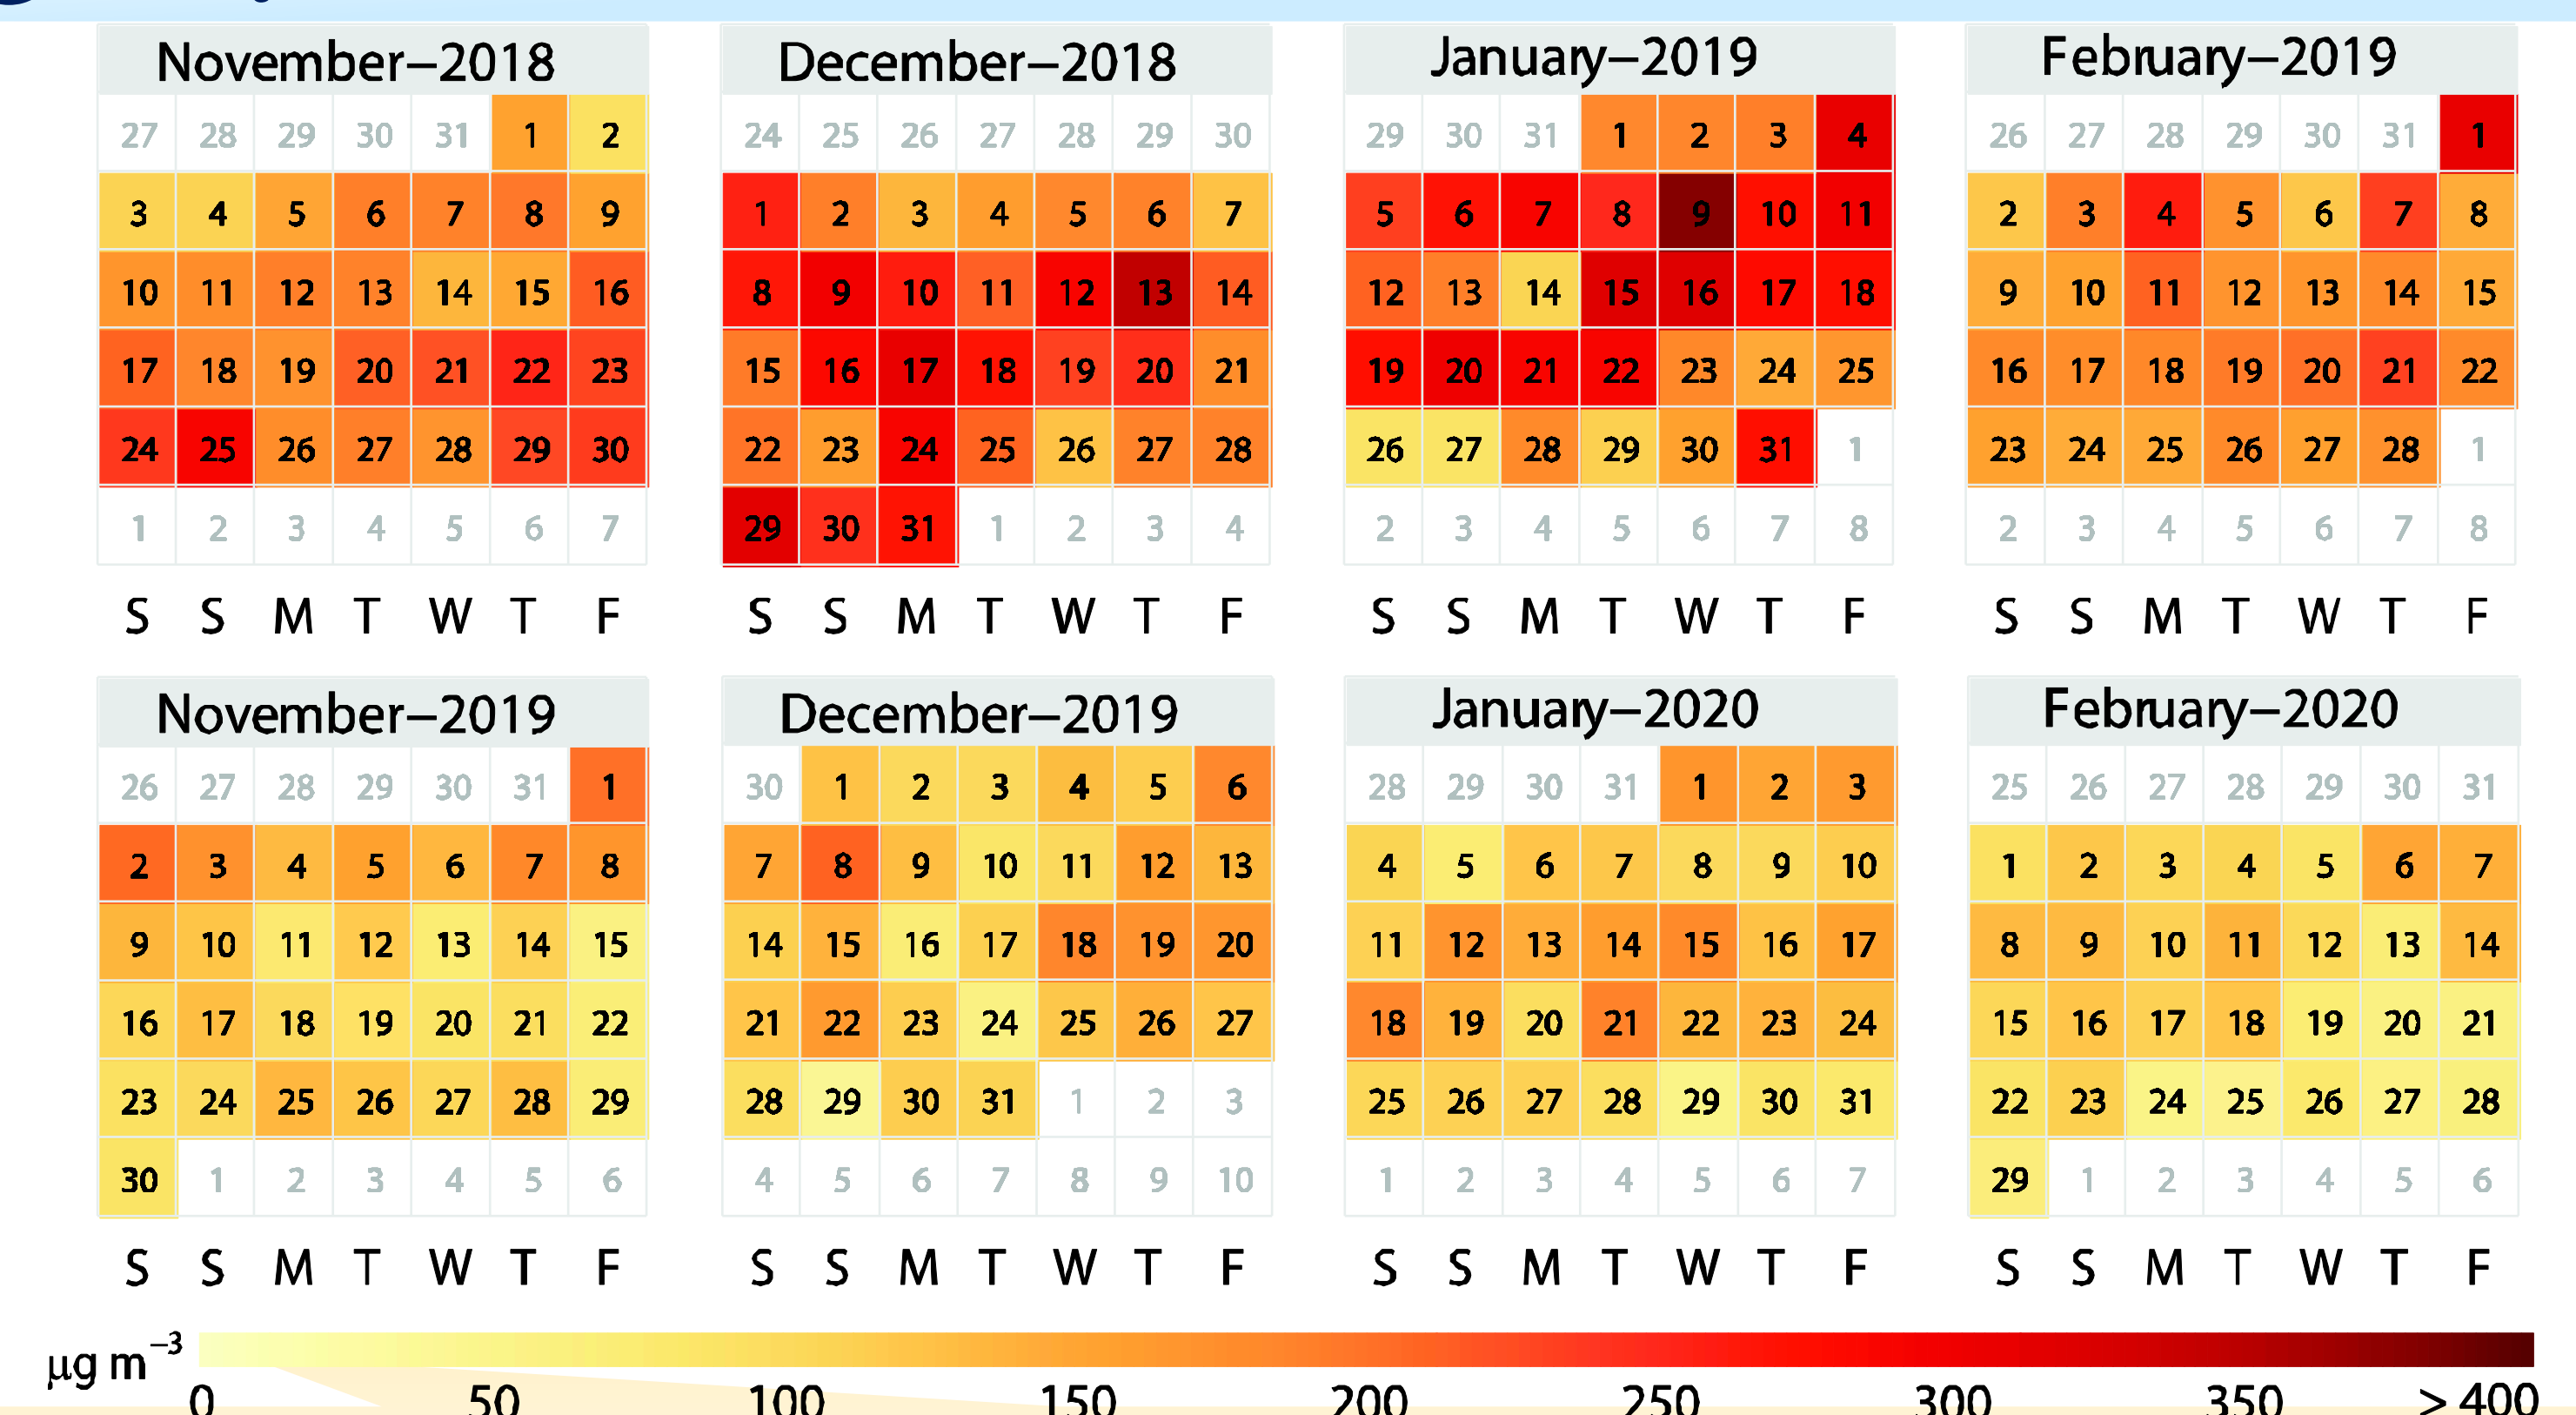 November–2018 December–2018 January–2019 February–2019
27 28 29 30 31 1 2 24 25 26 27 28 29 30 29 30 31 1 2 3 4 26 27 28 29 30 31 1
3 4 5 6 7 8 9 1 2 3 4 5 6 7 5 6 7 8 9 10 11 2 3 4 5 6 7 8
10 11 12 13 14 15 16 8 9 10 11 12 13 14 12 13 14 15 16 17 18 9 10 11 12 13 14 15
17 18 19 20 21 22 23 15 16 17 18 19 20 21 19 20 21 22 23 24 25 16 17 18 19 20 21 22
24 25 26 27 28 29 30 22 23 24 25 26 27 28 26 27 28 29 30 31 1 23 24 25 26 27 28 1
1 2 3 4 5 6 7 29 30 31 1 2 3 4 2 3 4 5 6 7 8 2 3 4 5 6 7 8
S S M T W T F S S M T W T F S S M T W T F S S M T W T F
November–2019 December–2019 January–2020 February–2020
26 27 28 29 30 31 1 30 1 2 3 4 5 6 28 29 30 31 1 2 3 25 26 27 28 29 30 31
2 3 4 5 6 7 8 7 8 9 10 11 12 13 4 5 6 7 8 9 10 1 2 3 4 5 6 7
9 10 11 12 13 14 15 14 15 16 17 18 19 20 11 12 13 14 15 16 17 8 9 10 11 12 13 14
16 17 18 19 20 21 22 21 22 23 24 25 26 27 18 19 20 21 22 23 24 15 16 17 18 19 20 21
23 24 25 26 27 28 29 28 29 30 31 1 2 3 25 26 27 28 29 30 31 22 23 24 25 26 27 28
30 1 2 3 4 5 6 4 5 6 7 8 9 10 1 2 3 4 5 6 7 29 1 2 3 4 5 6
S S M T W T F S S M T W T F S S M T W T F S S M T W T F
μg m⁻³
0 50 100 150 200 250 300 350 > 400